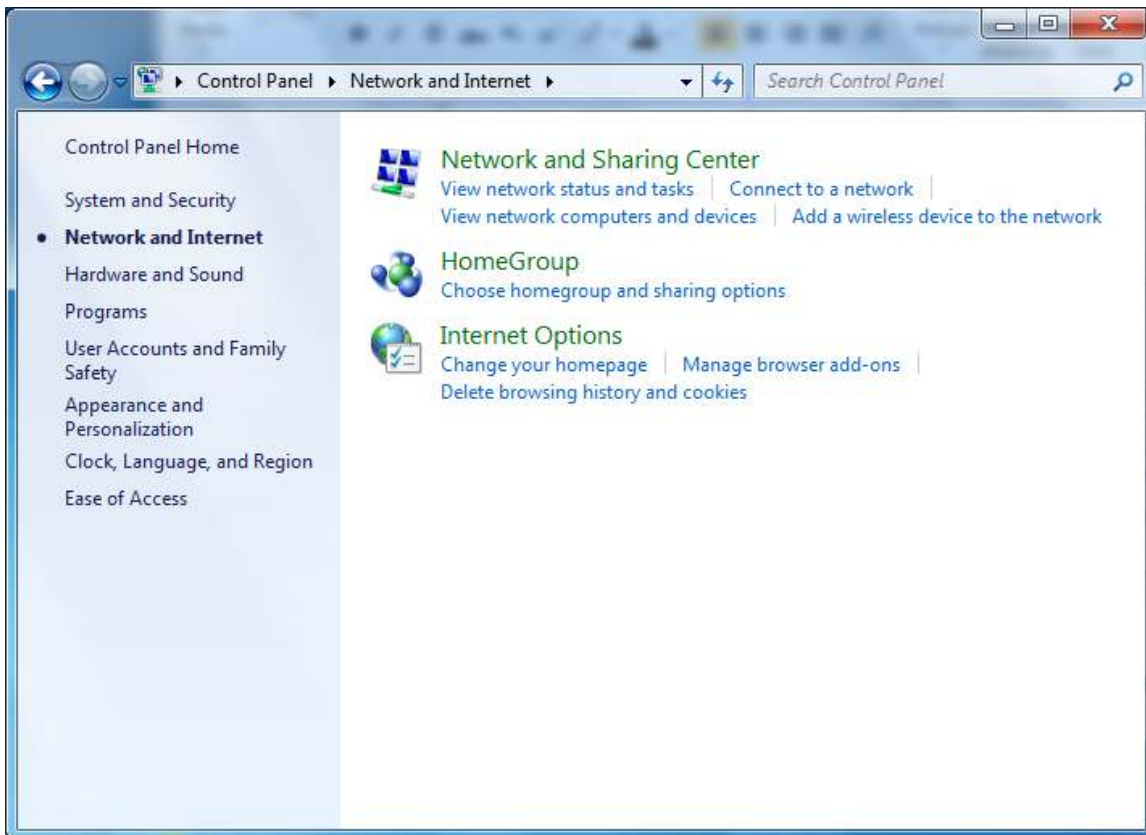 Control Panel Network and Internet
Search Control Panel
Control Panel Home
System and Security
Network and Internet
Hardware and Sound
Programs
User Accounts and Family
Safety
Appearance and
Personalization
Clock, Language, and Region
Ease of Access
Network and Sharing Center
View network status and tasks Connect to a network
View network computers and devices Add a wireless device to the network
HomeGroup
Choose homegroup and sharing options
Internet Options
Change your homepage Manage browser add-ons
Delete browsing history and cookies